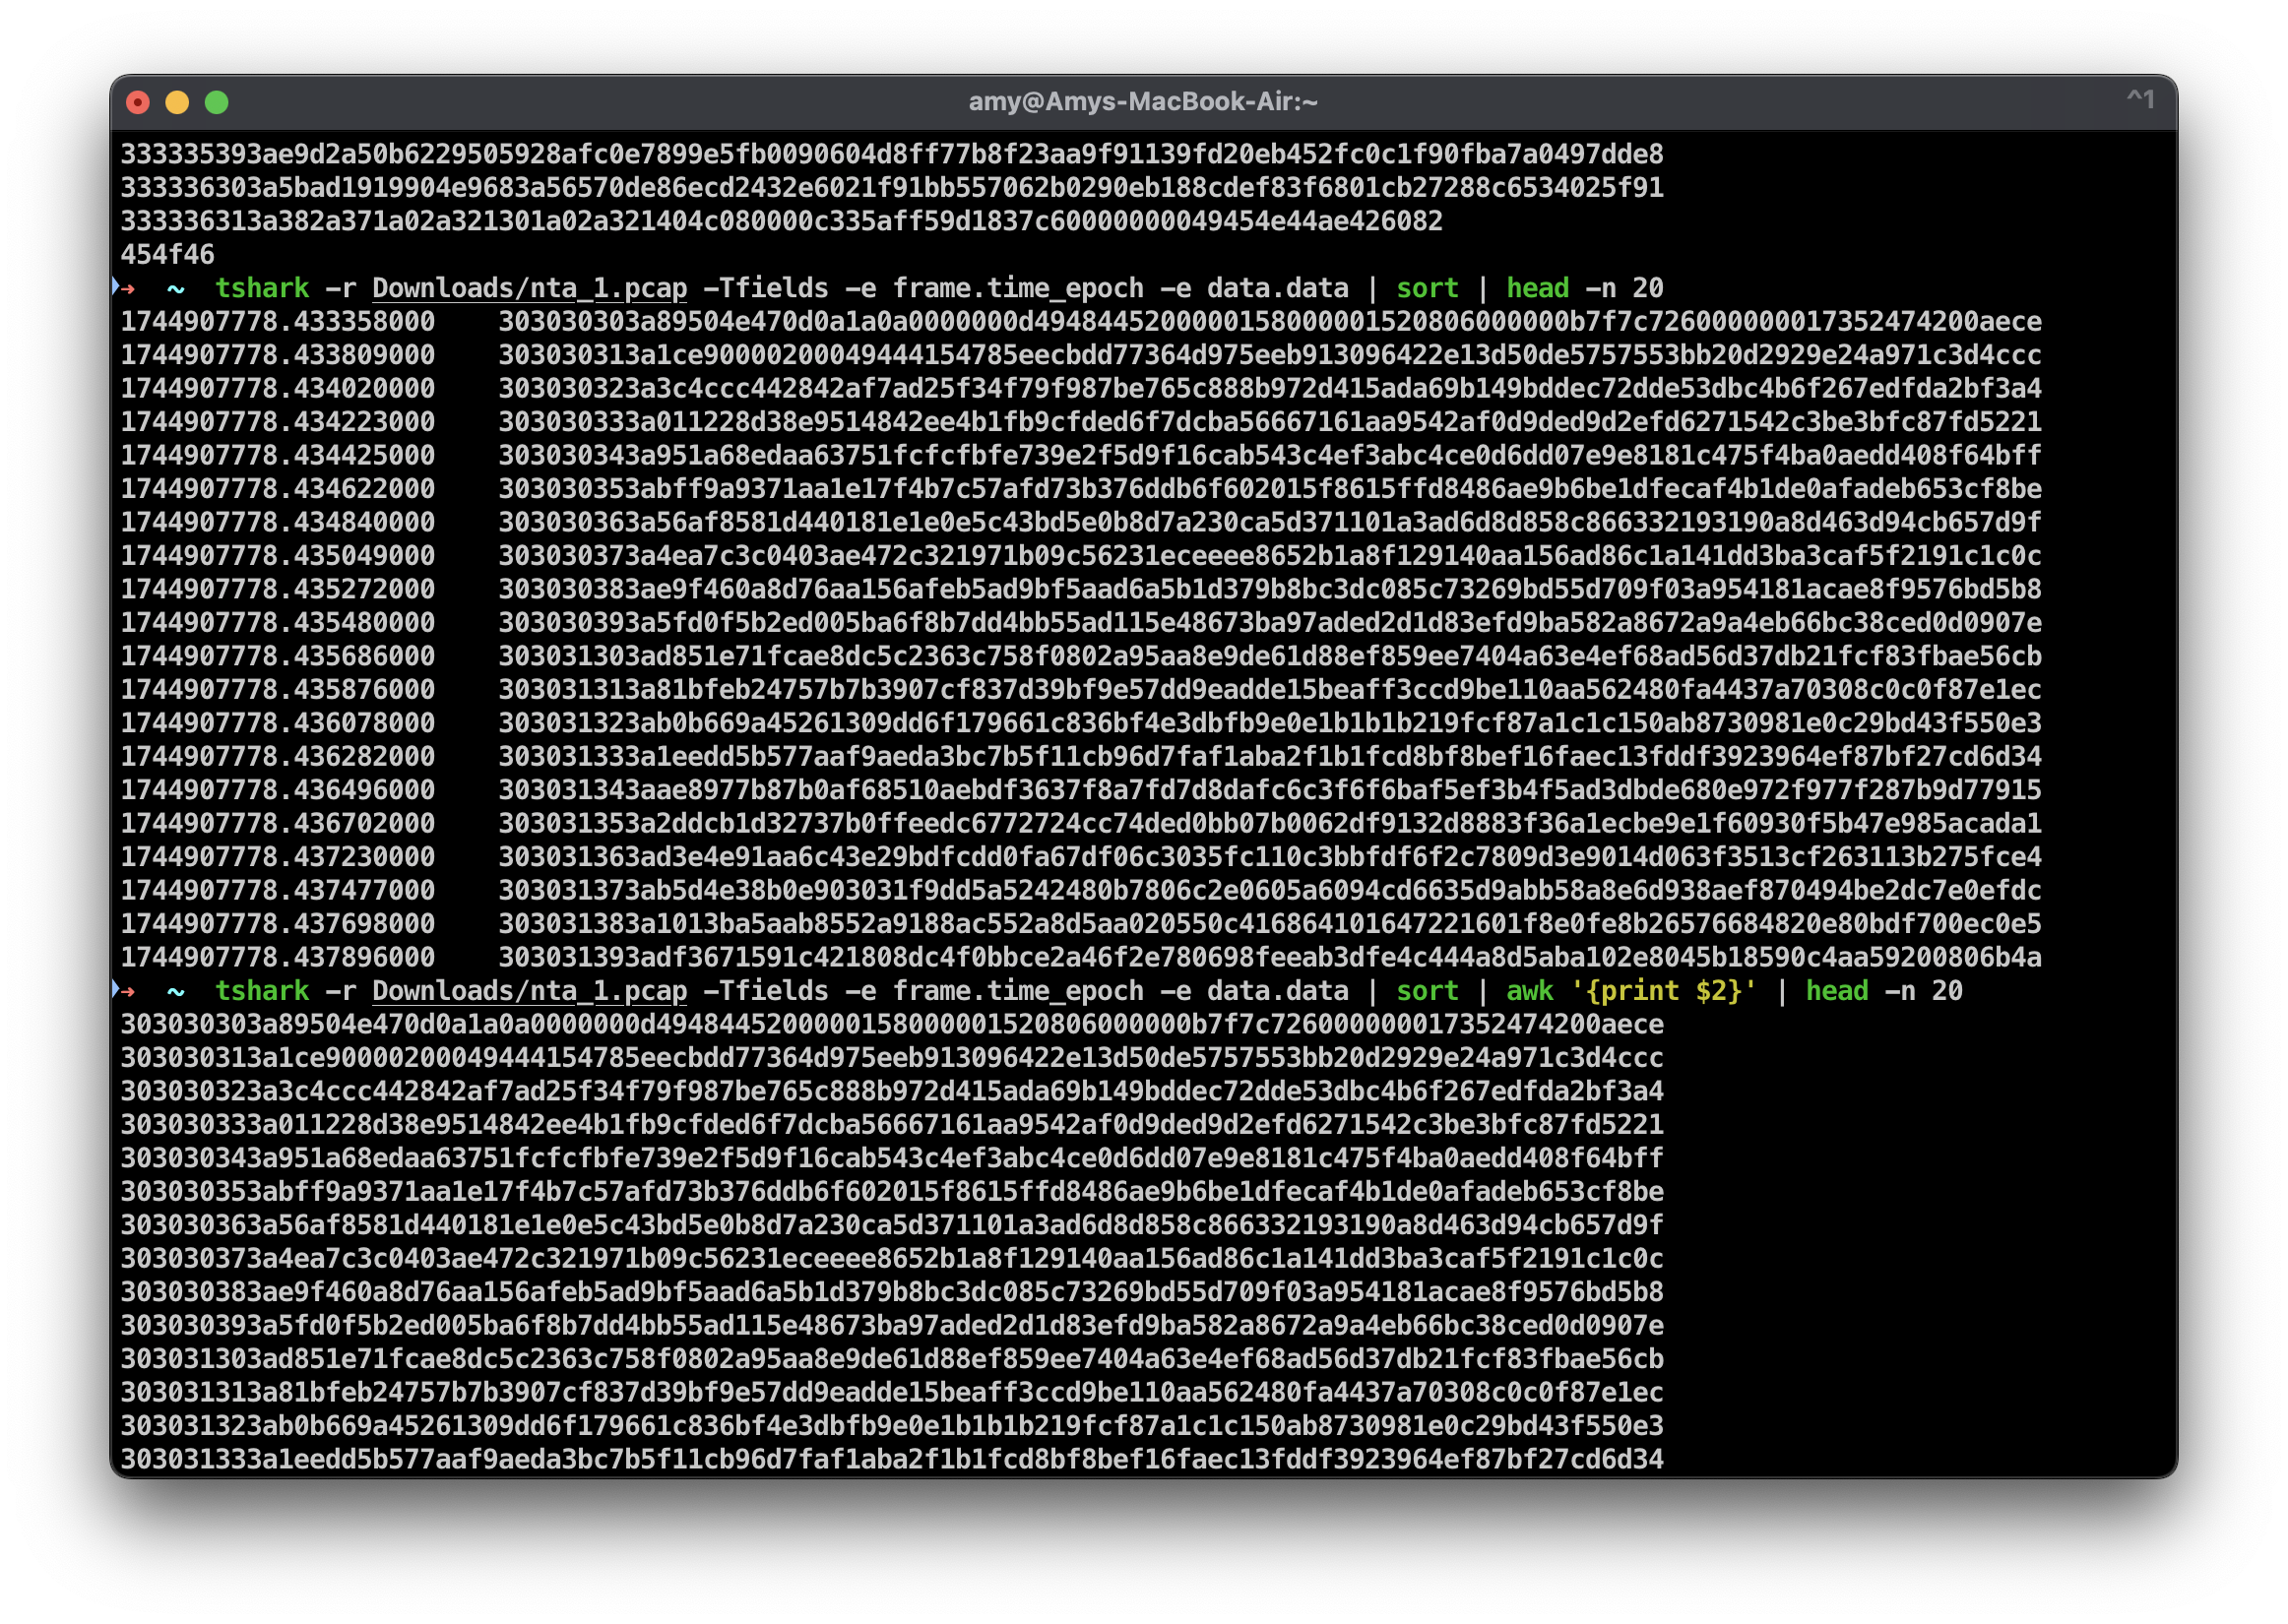 amy@Amys-MacBook-Air:~
^1
333335393ae9d2a50b6229505928afc0e7899e5fb0090604d8ff77b8f23aa9f91139fd20eb452fc0c1f90fba7a0497dde8
333336303a5bad1919904e9683a56570de86ecd2432e6021f91bb557062b0290eb188cdef83f6801cb27288c6534025f91
333336313a382a371a02a321301a02a321404c080000c335aff59d1837c60000000049454e44ae426082
454f46
➜ ~ tshark -r Downloads/nta_1.pcap -Tfields -e frame.time_epoch -e data.data | sort | head -n 20
1744907778.433358000 303030303a89504e470d0a1a0a0000000d4948445200000158000001520806000000b7f7c7260000000017352474200aece
1744907778.433809000 303030313a1ce90000200049444154785eecbdd77364d975eeb913096422e13d50de5757553bb20d2929e24a971c3d4ccc
1744907778.434020000 303030323a3c4ccc442842af7ad25f34f79f987be765c888b972d415ada69b149bddec72dde53dbc4b6f267edfda2bf3a4
1744907778.434223000 303030333a011228d38e9514842ee4b1fb9cfded6f7dcba56667161aa9542af0d9ded9d2efd6271542c3be3bfc87fd5221
1744907778.434425000 303030343a951a68edaa63751fcfcfbfe739e2f5d9f16cab543c4ef3abc4ce0d6dd07e9e8181c475f4ba0aedd408f64bff
1744907778.434622000 303030353abff9a9371aa1e17f4b7c57afd73b376ddb6f602015f8615ffd8486ae9b6be1dfecaf4b1de0afadeb653cf8be
1744907778.434840000 303030363a56af8581d440181e1e0e5c43bd5e0b8d7a230ca5d371101a3ad6d8d858c866332193190a8d463d94cb657d9f
1744907778.435049000 303030373a4ea7c3c0403ae472c321971b09c56231eceeee8652b1a8f129140aa156ad86c1a141dd3ba3caf5f2191c1c0c
1744907778.435272000 303030383ae9f460a8d76aa156afeb5ad9bf5aad6a5b1d379b8bc3dc085c73269bd55d709f03a954181acae8f9576bd5b8
1744907778.435480000 303030393a5fd0f5b2ed005ba6f8b7dd4bb55ad115e48673ba97aded2d1d83efd9ba582a8672a9a4eb66bc38ced0d0907e
1744907778.435686000 303031303ad851e71fcae8dc5c2363c758f0802a95aa8e9de61d88ef859ee7404a63e4ef68ad56d37db21fcf83fbae56cb
1744907778.435876000 303031313a81bfeb24757b7b3907cf837d39bf9e57dd9eadde15beaff3ccd9be110aa562480fa4437a70308c0c0f87e1ec
1744907778.436078000 303031323ab0b669a45261309dd6f179661c836bf4e3dbfb9e0e1b1b1b219fcf87a1c1c150ab8730981e0c29bd43f550e3
1744907778.436282000 303031333a1eedd5b577aaf9aeda3bc7b5f11cb96d7faf1aba2f1b1fcd8bf8bef16faec13fddf3923964ef87bf27cd6d34
1744907778.436496000 303031343aae8977b87b0af68510aebdf3637f8a7fd7d8dafc6c3f6f6baf5ef3b4f5ad3dbde680e972f977f287b9d77915
1744907778.436702000 303031353a2ddcb1d32737b0ffeedc6772724cc74ded0bb07b0062df9132d8883f36a1ecbe9e1f60930f5b47e985acada1
1744907778.437230000 303031363ad3e4e91aa6c43e29bdfcdd0fa67df06c3035fc110c3bbfdf6f2c7809d3e9014d063f3513cf263113b275fce4
1744907778.437477000 303031373ab5d4e38b0e903031f9dd5a5242480b7806c2e0605a6094cd6635d9abb58a8e6d938aef870494be2dc7e0efdc
1744907778.437698000 303031383a1013ba5aab8552a9188ac552a8d5aa020550c416864101647221601f8e0fe8b26576684820e80bdf700ec0e5
1744907778.437896000 303031393adf3671591c421808dc4f0bbce2a46f2e780698feeab3dfe4c444a8d5aba102e8045b18590c4aa59200806b4a
➜ ~ tshark -r Downloads/nta_1.pcap -Tfields -e frame.time_epoch -e data.data | sort | awk '{print $2}' | head -n 20
303030303a89504e470d0a1a0a0000000d4948445200000158000001520806000000b7f7c7260000000017352474200aece
303030313a1ce90000200049444154785eecbdd77364d975eeb913096422e13d50de5757553bb20d2929e24a971c3d4ccc
303030323a3c4ccc442842af7ad25f34f79f987be765c888b972d415ada69b149bddec72dde53dbc4b6f267edfda2bf3a4
303030333a011228d38e9514842ee4b1fb9cfded6f7dcba56667161aa9542af0d9ded9d2efd6271542c3be3bfc87fd5221
303030343a951a68edaa63751fcfcfbfe739e2f5d9f16cab543c4ef3abc4ce0d6dd07e9e8181c475f4ba0aedd408f64bff
303030353abff9a9371aa1e17f4b7c57afd73b376ddb6f602015f8615ffd8486ae9b6be1dfecaf4b1de0afadeb653cf8be
303030363a56af8581d440181e1e0e5c43bd5e0b8d7a230ca5d371101a3ad6d8d858c866332193190a8d463d94cb657d9f
303030373a4ea7c3c0403ae472c321971b09c56231eceeee8652b1a8f129140aa156ad86c1a141dd3ba3caf5f2191c1c0c
303030383ae9f460a8d76aa156afeb5ad9bf5aad6a5b1d379b8bc3dc085c73269bd55d709f03a954181acae8f9576bd5b8
303030393a5fd0f5b2ed005ba6f8b7dd4bb55ad115e48673ba97aded2d1d83efd9ba582a8672a9a4eb66bc38ced0d0907e
303031303ad851e71fcae8dc5c2363c758f0802a95aa8e9de61d88ef859ee7404a63e4ef68ad56d37db21fcf83fbae56cb
303031313a81bfeb24757b7b3907cf837d39bf9e57dd9eadde15beaff3ccd9be110aa562480fa4437a70308c0c0f87e1ec
303031323ab0b669a45261309dd6f179661c836bf4e3dbfb9e0e1b1b1b219fcf87a1c1c150ab8730981e0c29bd43f550e3
303031333a1eedd5b577aaf9aeda3bc7b5f11cb96d7faf1aba2f1b1fcd8bf8bef16faec13fddf3923964ef87bf27cd6d34